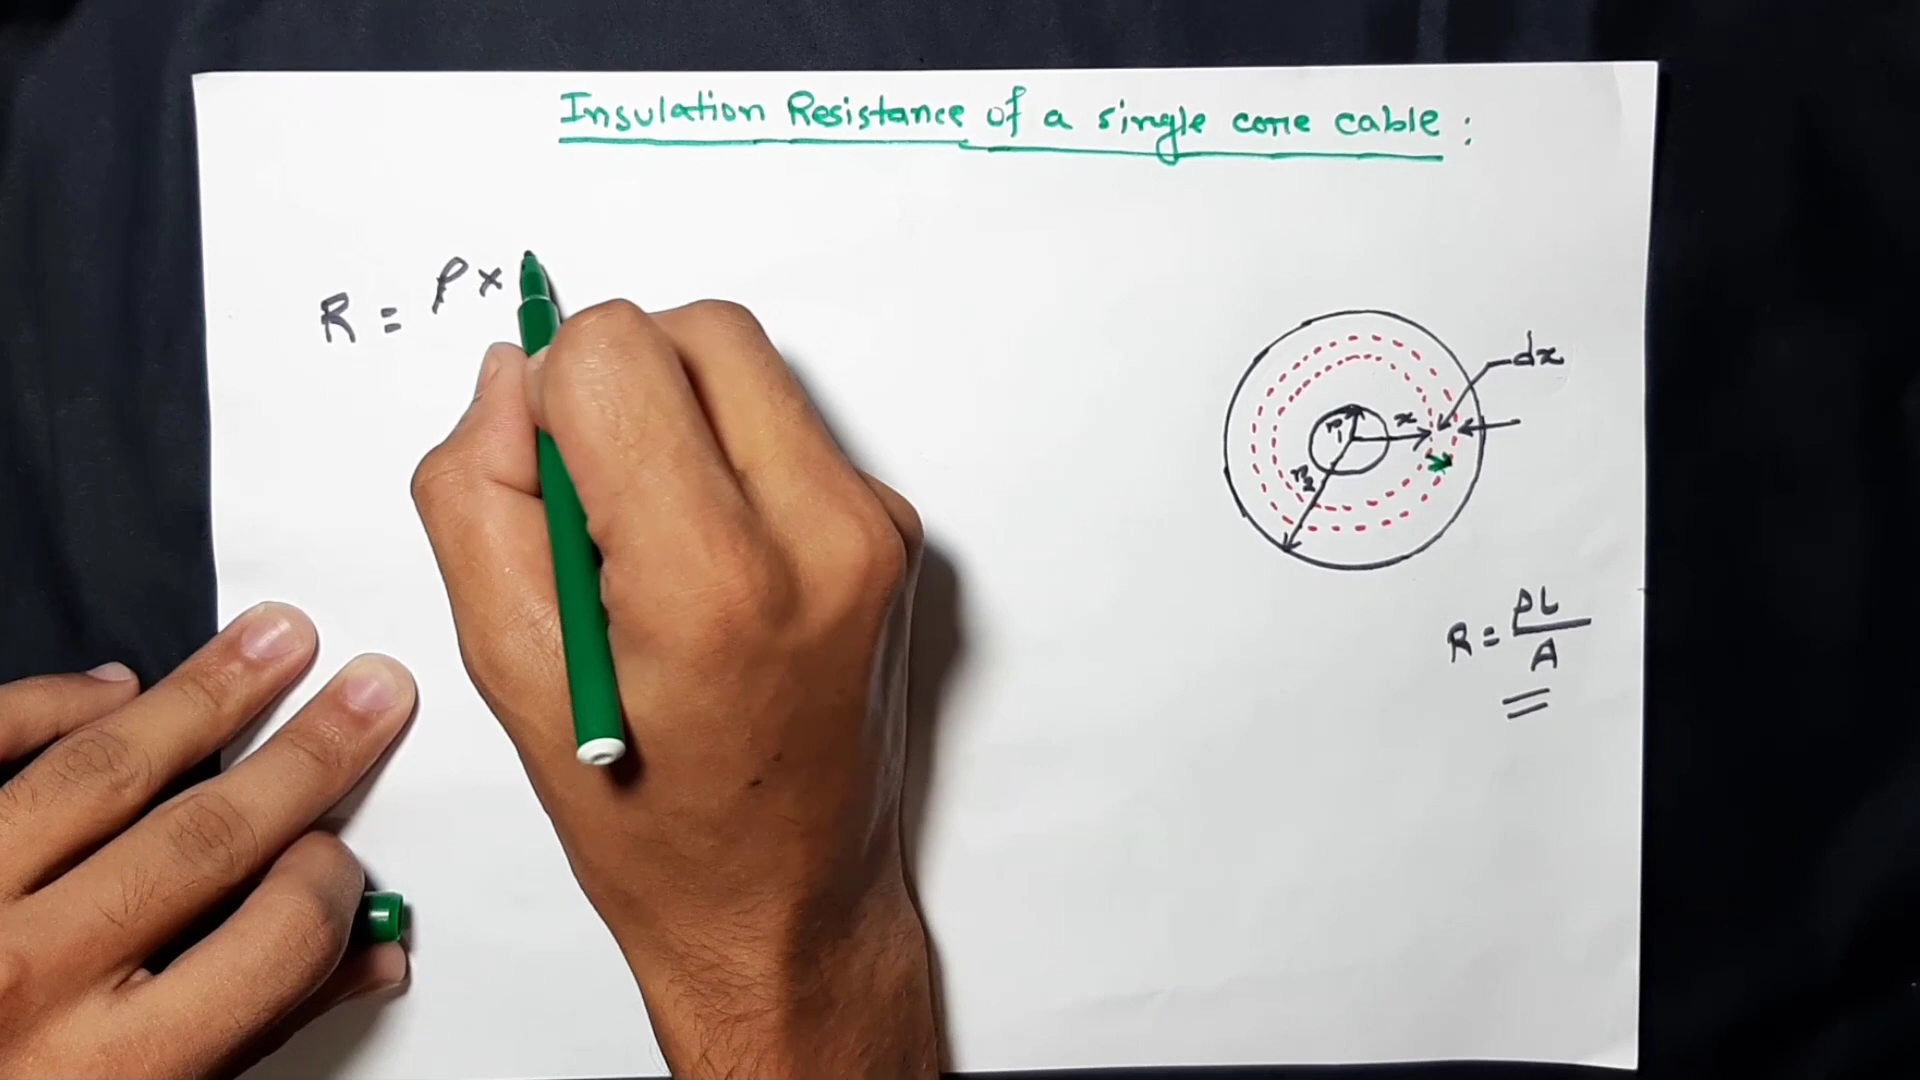 Insulation Resistance of a single core cable :
R = ρ ×
dx
x
r₁
r₂
R = ρL / A